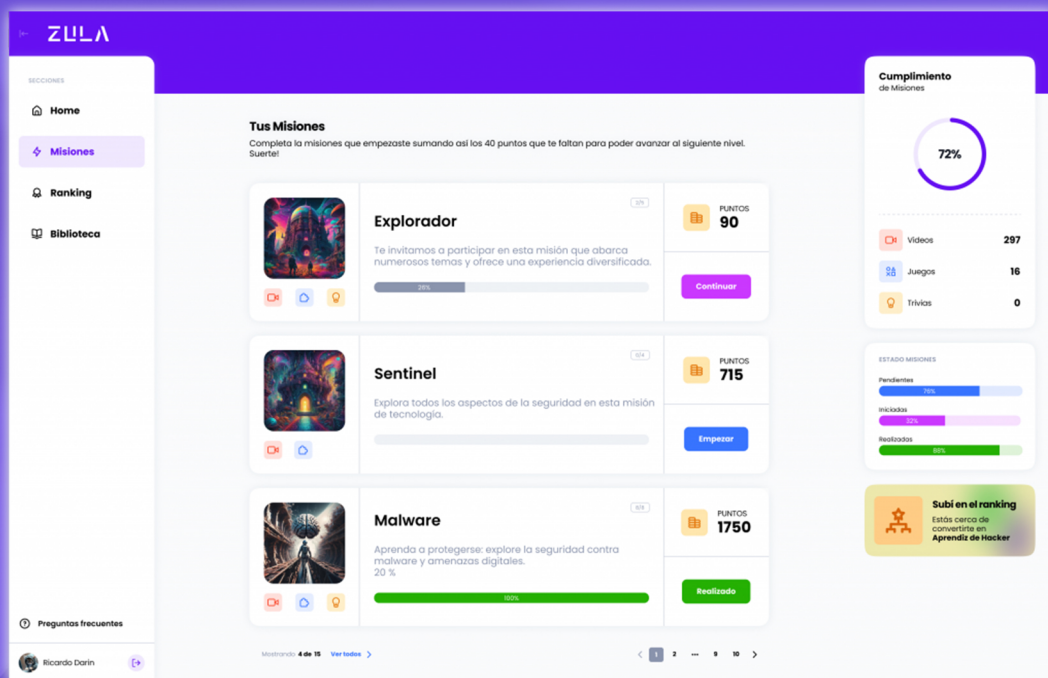 ZULA
SECCIONES
Home
Misiones
Ranking
Biblioteca
Preguntas frecuentes
Ricardo Darin
Tus Misiones
Completa la misiones que empezaste sumando así los 40 puntos que te faltan para poder avanzar al siguiente nivel.
Suerte!
Explorador
Te invitamos a participar en esta misión que abarca
numerosos temas y ofrece una experiencia diversificada.
26%
PUNTOS
90
Continuar
Sentinel
Explora todos los aspectos de la seguridad en esta misión
de tecnología.
PUNTOS
715
Empezar
Malware
Aprenda a protegerse: explore la seguridad contra
malware y amenazas digitales.
20 %
100%
PUNTOS
1750
Realizado
Mostrando 4 de 15 Ver todos
1 2 ... 9 10
Cumplimiento
de Misiones
72%
Videos 297
Juegos 16
Trivias 0
ESTADO MISIONES
Pendientes
76%
Iniciadas
32%
Realizadas
Subí en el ranking
Estás cerca de
convertirte en
Aprendiz de Hacker